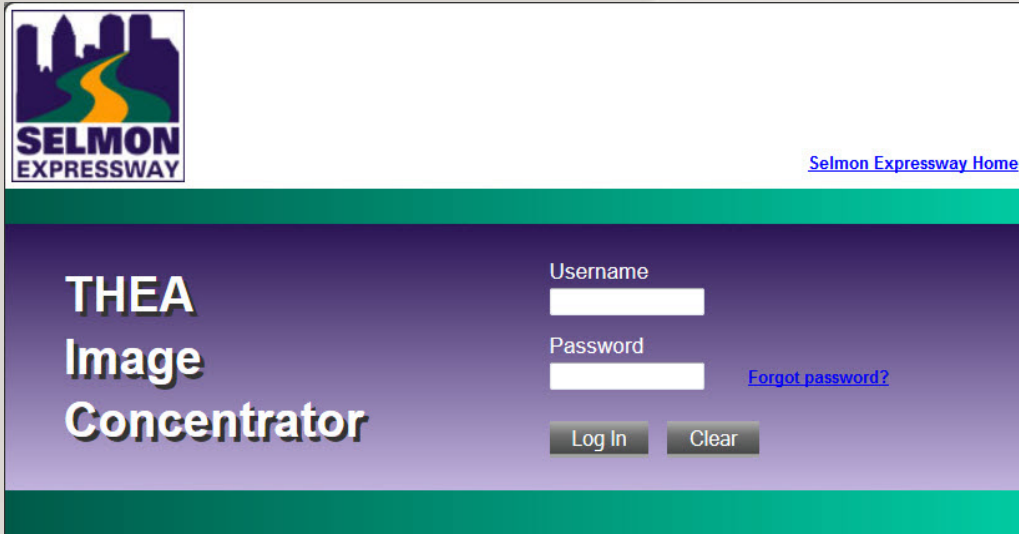 SELMON
EXPRESSWAY
Selmon Expressway Home
THEA
Image
Concentrator
Username
Password
Forgot password?
Log In
Clear